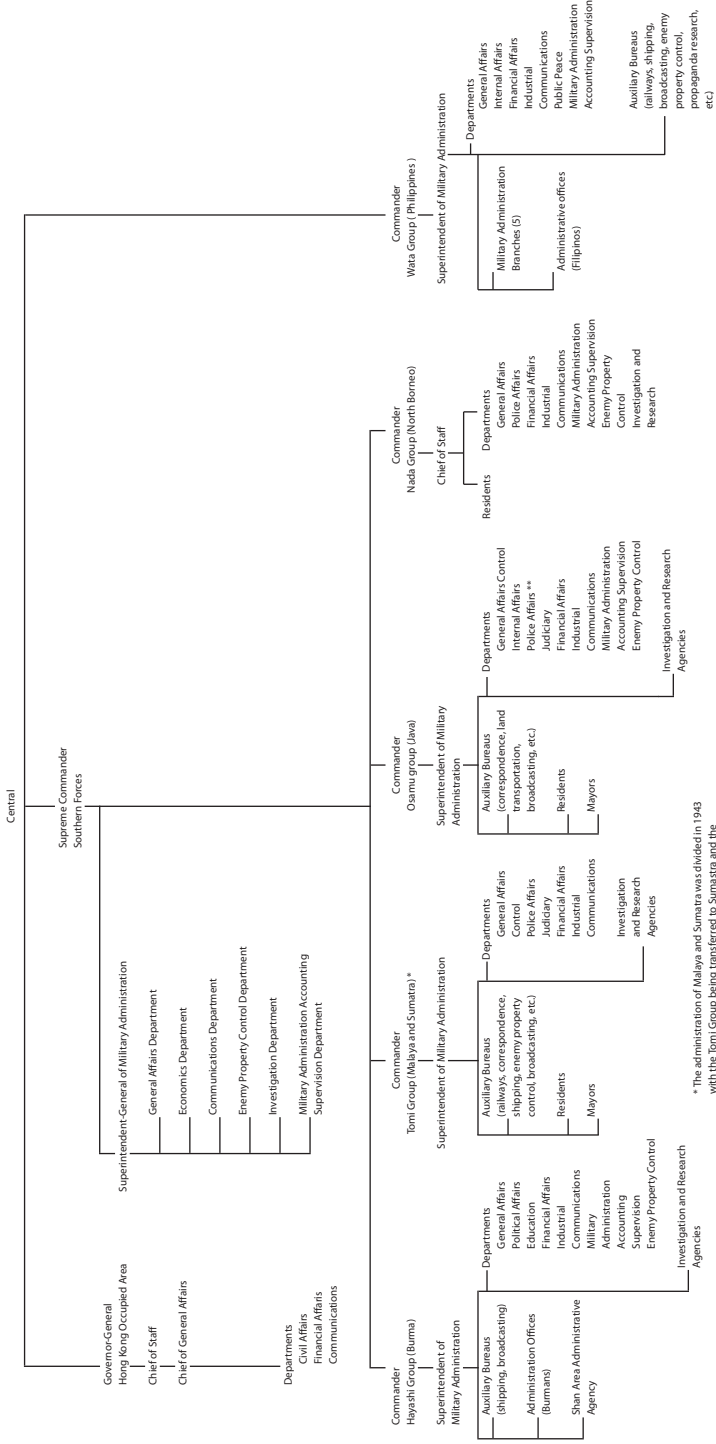 Central
Governor-General
Hong Kong Occupied Area
Chief of Staff
Chief of General Affairs
Departments
Civil Affairs
Financial Affaris
Communications
Supreme Commander
Southern Forces
Superintendent-General of Military Administration
General Affairs Department
Economics Department
Communications Department
Enemy Property Control Department
Investigation Department
Military Administration Accounting
Supervision Department
Commander
Hayashi Group (Burma)
Superintendent of
Military Administration
Auxiliary Bureaus
(shipping, broadcasting)
Administration Offices
(Burmans)
Shan Area Administrative
Agency
Departments
General Affairs
Political Affairs
Education
Financial Affairs
Industrial
Communications
Military
Administration
Accounting
Supervision
Enemy Property Control
Investigation and Research
Agencies
Commander
Tomi Group (Malaya and Sumatra) *
Superintendent of Military Administration
Auxiliary Bureaus
(railways, correspondence,
shipping, enemy property
control, broadcasting, etc.)
Residents
Mayors
Departments
General Affairs
Control
Police Affairs
Judiciary
Financial Affairs
Industrial
Communications
Investigation
and Research
Agencies
Commander
Osamu group (Java)
Superintendent of Military
Administration
Auxiliary Bureaus
(correspondence, land
transportation,
broadcasting, etc.)
Residents
Mayors
Departments
General Affairs Control
Internal Affairs
Police Affairs **
Judiciary
Financial Affairs
Industrial
Communications
Military Administration
Accounting Supervision
Enemy Property Control
Investigation and Research
Agencies
Commander
Nada Group (North Borneo)
Chief of Staff
Residents
Departments
General Affairs
Police Affairs
Financial Affairs
Industrial
Communications
Military Administration
Accounting Supervision
Enemy Property
Control
Investigation and
Research
Commander
Wata Group ( Philippines )
Superintendent of Military Administration
Military Administration
Branches (5)
Administrative offices
(Filipinos)
Departments
General Affairs
Internal Affairs
Financial Affairs
Industrial
Communications
Public Peace
Military Administration
Accounting Supervision
Auxiliary Bureaus
(railways, shipping,
broadcasting, enemy
property control,
propaganda research,
etc.)
* The administration of Malaya and Sumatra was divided in 1943
with the Tomi Group being transferred to Sumastra and the